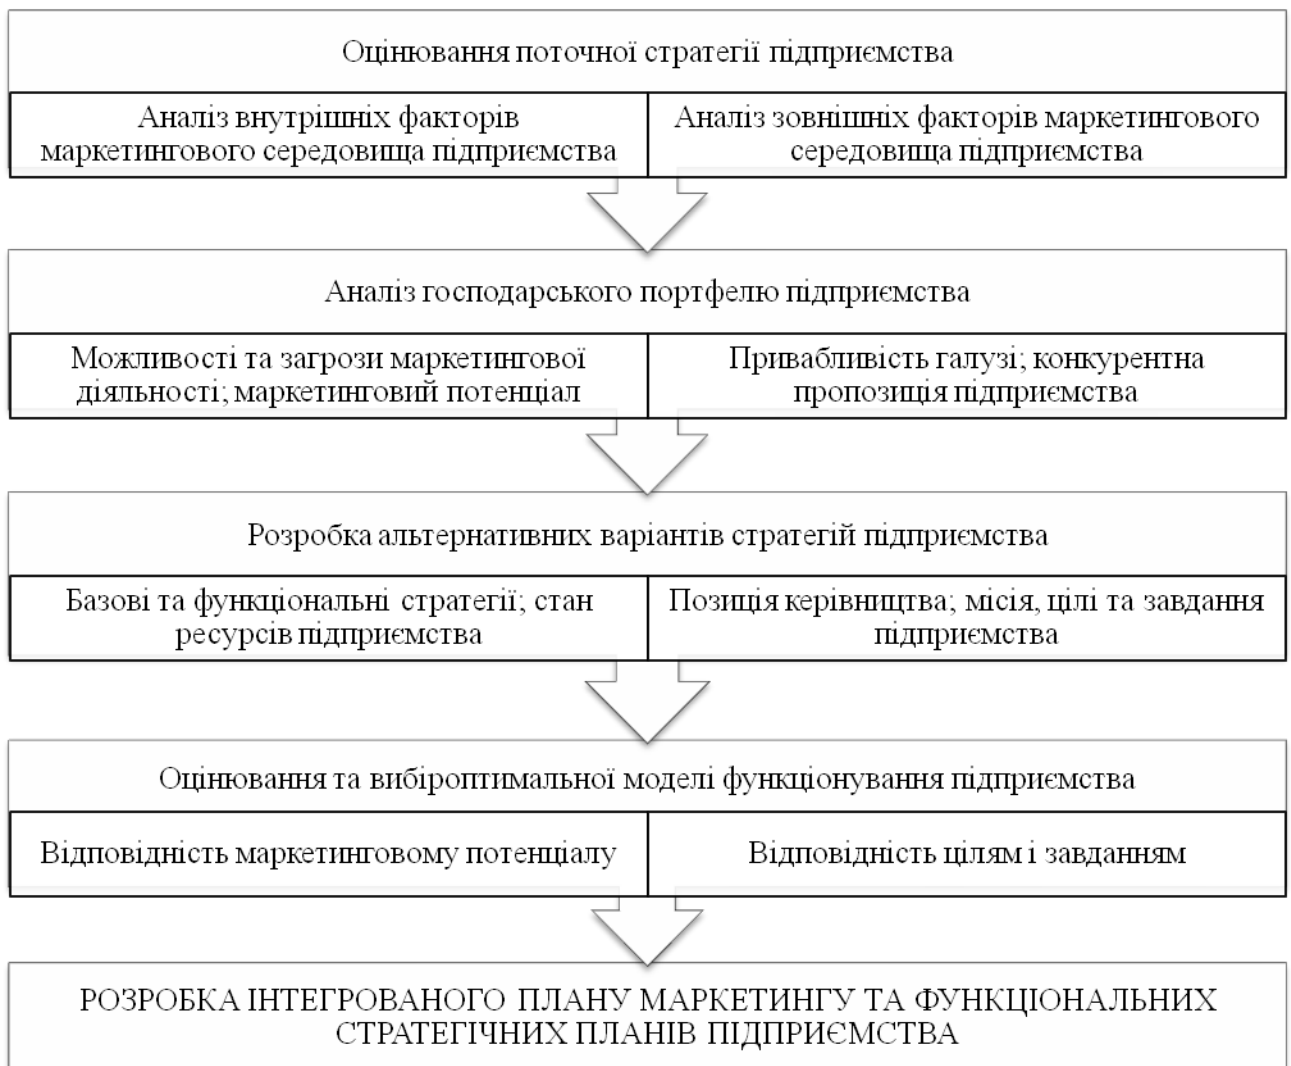 Оцінювання поточної стратегії підприємства
Аналіз внутрішніх факторів
маркетингового середовища підприємства
Аналіз зовнішніх факторів маркетингового
середовища підприємства
Аналіз господарського портфелю підприємства
Можливості та загрози маркетингової
діяльності; маркетинговий потенціал
Привабливість галузі; конкурентна
пропозиція підприємства
Розробка альтернативних варіантів стратегій підприємства
Базові та функціональні стратегії; стан
ресурсів підприємства
Позиція керівництва; місія, цілі та завдання
підприємства
Оцінювання та вибіроптимальної моделі функціонування підприємства
Відповідність маркетинговому потенціалу
Відповідність цілям і завданням
РОЗРОБКА ІНТЕГРОВАНОГО ПЛАНУ МАРКЕТИНГУ ТА ФУНКЦІОНАЛЬНИХ
СТРАТЕГІЧНИХ ПЛАНІВ ПІДПРИЄМСТВА